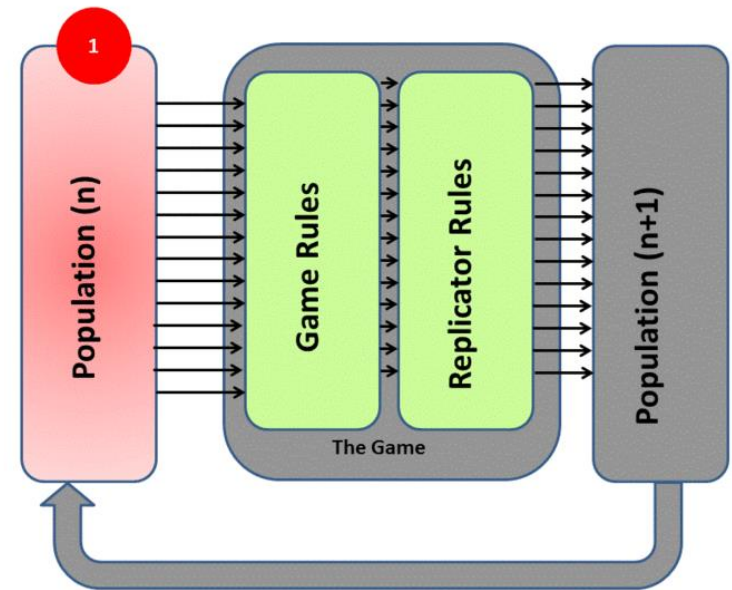 1
Population (n)
Game Rules
Replicator Rules
Population (n+1)
The Game